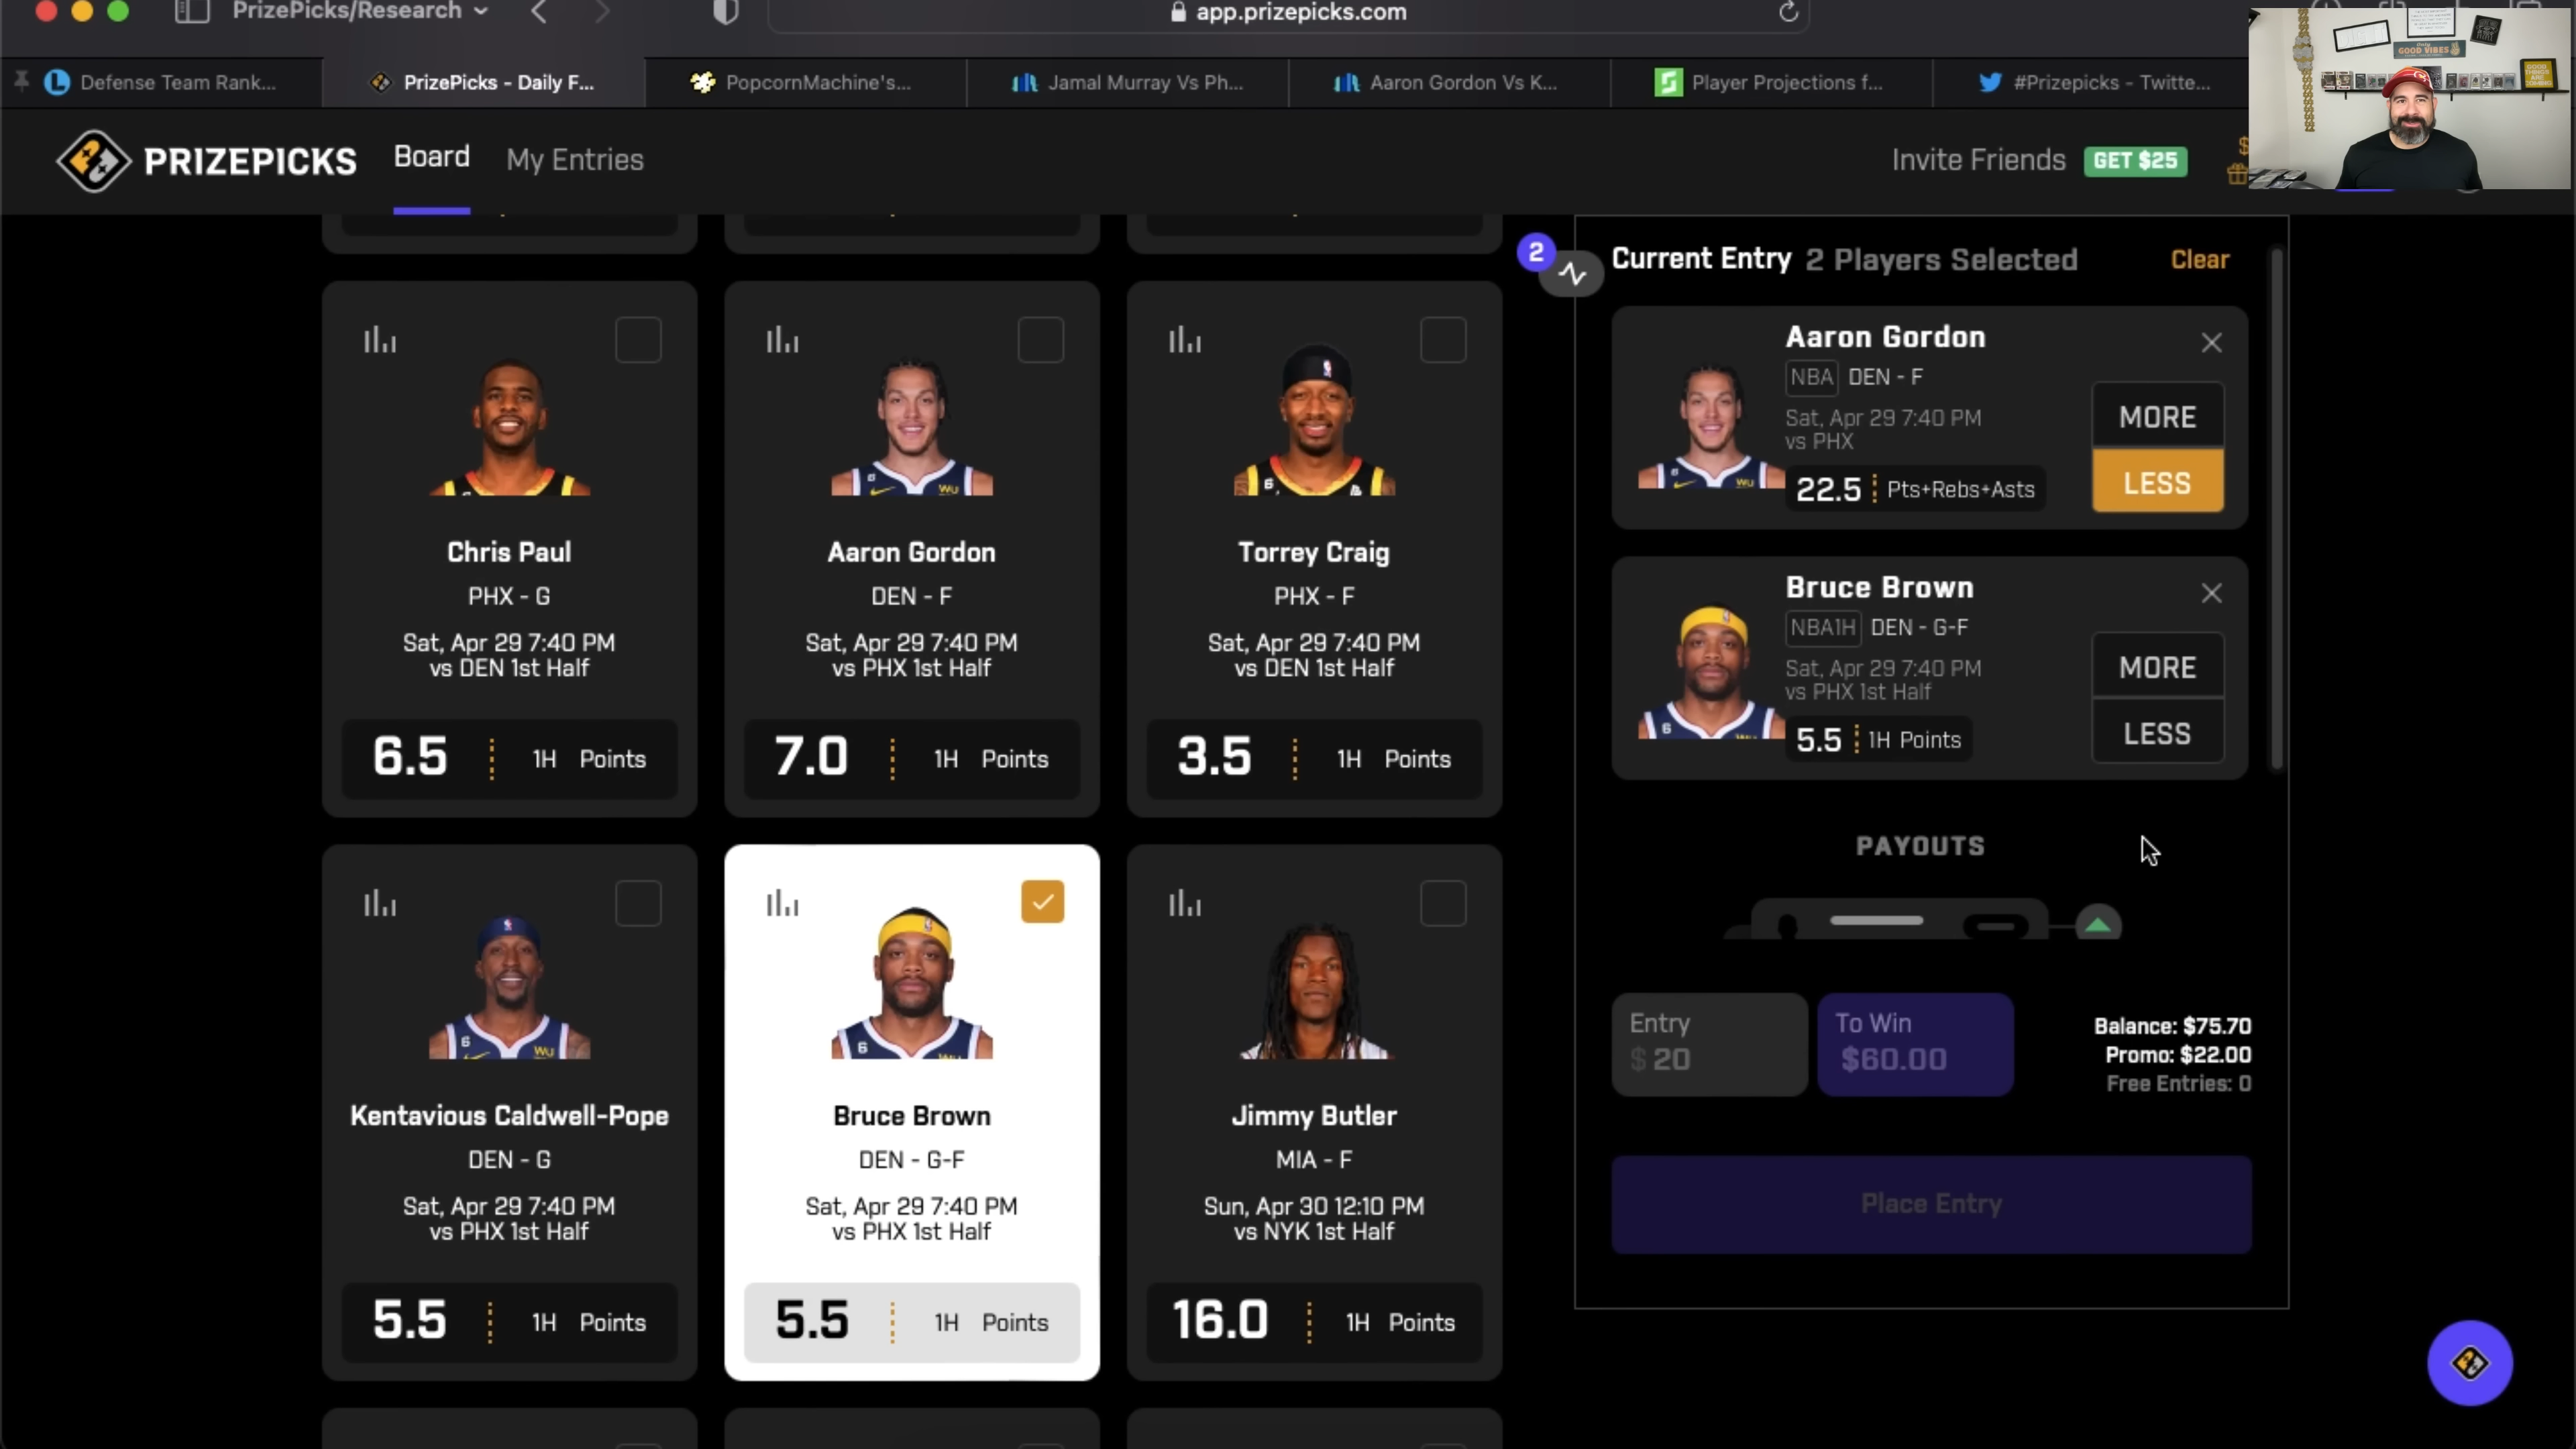 PrizePicks/Research
app.prizepicks.com
Defense Team Rank...
PrizePicks - Daily F...
PopcornMachine's...
Jamal Murray Vs Ph...
Aaron Gordon Vs K...
Player Projections f...
#Prizepicks - Twitte...
GOOD VIBES
PRIZEPICKS
Board
My Entries
Invite Friends
GET $25
2
Current Entry 2 Players Selected
Clear
Chris Paul
PHX - G
Sat, Apr 29 7:40 PM
vs DEN 1st Half
6.5 1H Points
Aaron Gordon
DEN - F
Sat, Apr 29 7:40 PM
vs PHX 1st Half
7.0 1H Points
Torrey Craig
PHX - F
Sat, Apr 29 7:40 PM
vs DEN 1st Half
3.5 1H Points
Kentavious Caldwell-Pope
DEN - G
Sat, Apr 29 7:40 PM
vs PHX 1st Half
5.5 1H Points
Bruce Brown
DEN - G-F
Sat, Apr 29 7:40 PM
vs PHX 1st Half
5.5 1H Points
Jimmy Butler
MIA - F
Sun, Apr 30 12:10 PM
vs NYK 1st Half
16.0 1H Points
Aaron Gordon
NBA DEN - F
Sat, Apr 29 7:40 PM
vs PHX
22.5 Pts+Rebs+Asts
MORE
LESS
Bruce Brown
NBA1H DEN - G-F
Sat, Apr 29 7:40 PM
vs PHX 1st Half
5.5 1H Points
MORE
LESS
PAYOUTS
Entry
$ 20
To Win
$60.00
Balance: $75.70
Promo: $22.00
Free Entries: 0
Place Entry